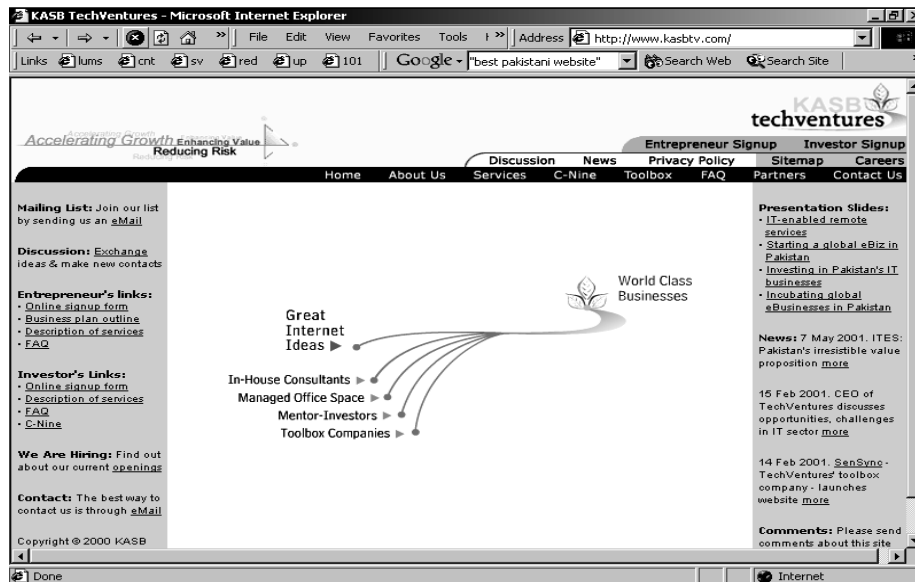 KASB TechVentures - Microsoft Internet Explorer
File Edit View Favorites Tools Address http://www.kasbtv.com/
Links lums cnt sv red up 101 Google "best pakistani website" Search Web Search Site
KASB
techventures
Accelerating Growth Enhancing Value
Reducing Risk
Entrepreneur Signup Investor Signup
Discussion News Privacy Policy Sitemap Careers
Home About Us Services C-Nine Toolbox FAQ Partners Contact Us
Mailing List: Join our list
by sending us an eMail
Discussion: Exchange
ideas & make new contacts
Entrepreneur's links:
· Online signup form
· Business plan outline
· Description of services
· FAQ
Investor's Links:
· Online signup form
· Description of services
· FAQ
· C-Nine
We Are Hiring: Find out
about our current openings
Contact: The best way to
contact us is through eMail
Copyright © 2000 KASB
World Class
Businesses
Great
Internet
Ideas
In-House Consultants
Managed Office Space
Mentor-Investors
Toolbox Companies
Presentation Slides:
· IT-enabled remote
services
· Starting a global eBiz in
Pakistan
· Investing in Pakistan's IT
businesses
· Incubating global
eBusinesses in Pakistan
News: 7 May 2001. ITES:
Pakistan's irresistible value
proposition more
15 Feb 2001. CEO of
TechVentures discusses
opportunities, challenges
in IT sector more
14 Feb 2001. SenSync -
TechVentures' toolbox
company - launches
website more
Comments: Please send
comments about this site
Done Internet